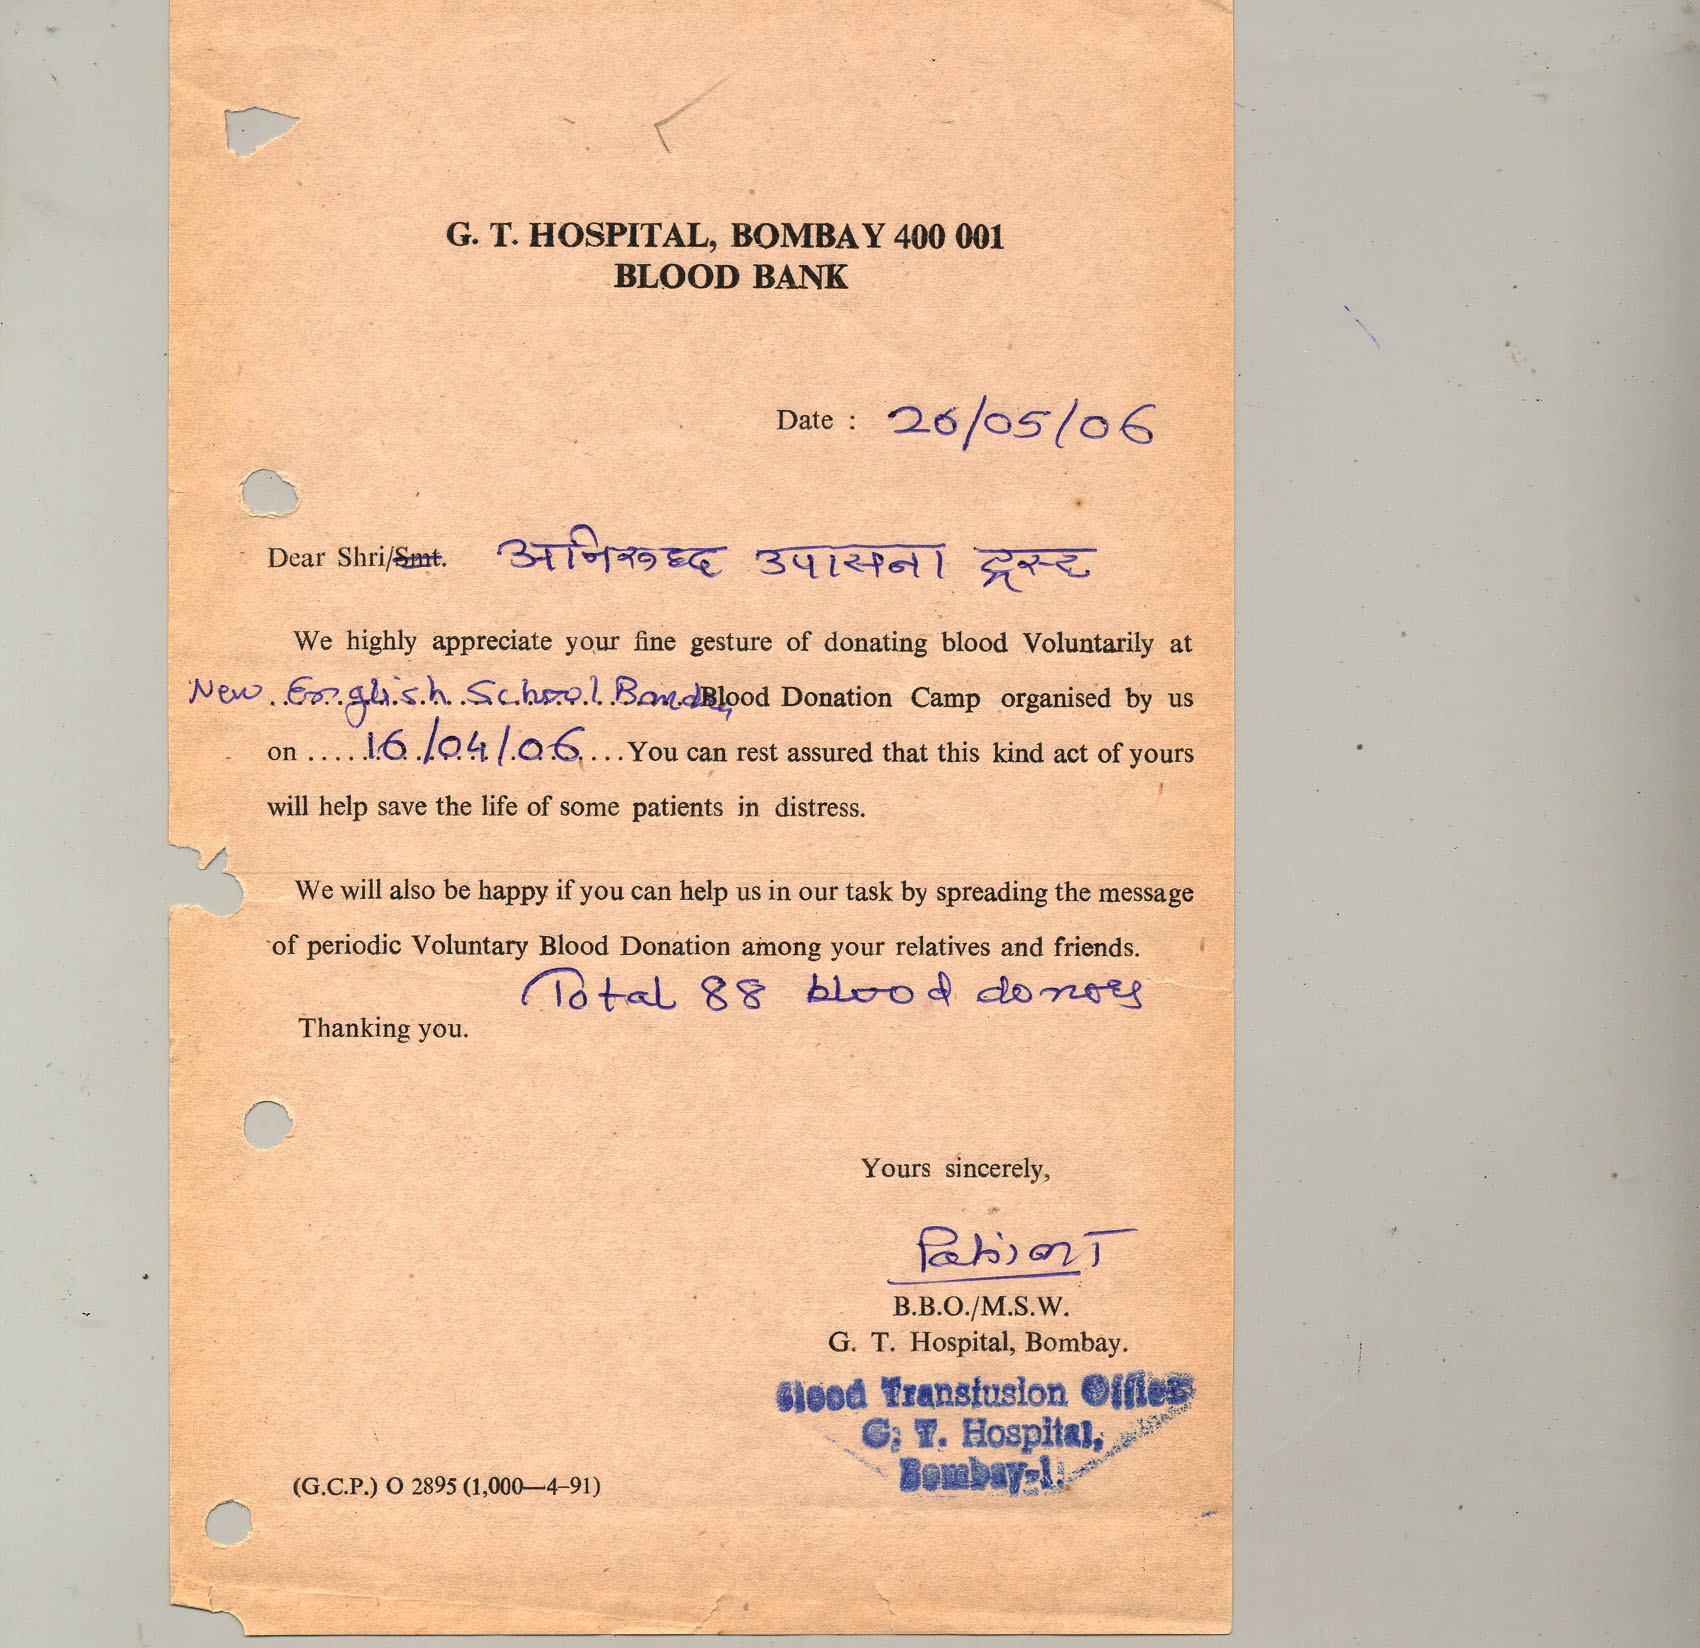 G. T. HOSPITAL, BOMBAY 400 001
BLOOD BANK
Date : 26/05/06
Dear Shri/Smt. अनिरुद्ध उपासना ट्रस्ट
We highly appreciate your fine gesture of donating blood Voluntarily at
New English School Bandra Blood Donation Camp organised by us
on .....16/04/06....You can rest assured that this kind act of yours
will help save the life of some patients in distress.
We will also be happy if you can help us in our task by spreading the message
of periodic Voluntary Blood Donation among your relatives and friends.
Total 88 blood donors
Thanking you.
Yours sincerely,
B.B.O./M.S.W.
G. T. Hospital, Bombay.
Blood Transfusion Officer
G. T. Hospital,
Bombay-1.
(G.C.P.) O 2895 (1,000—4-91)